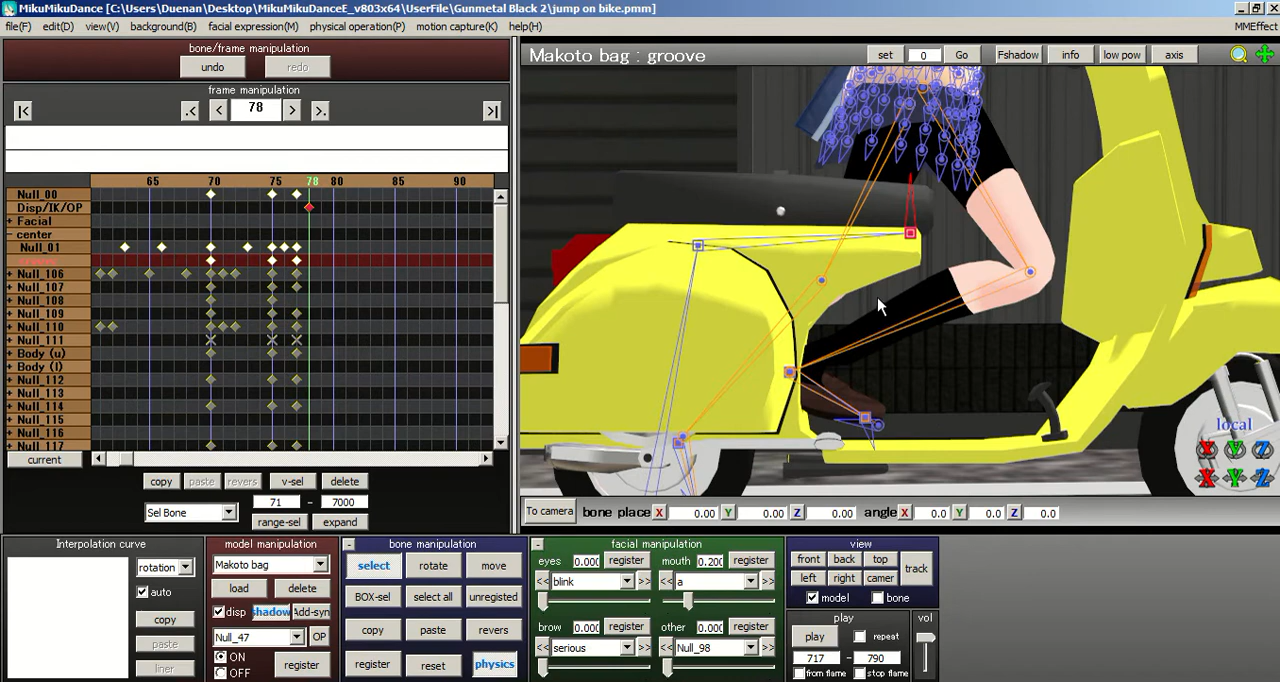 MikuMikuDance [C:\Users\Duenan\Desktop\MikuMikuDanceE_v803x64\UserFile\Gunmetal Black 2\jump on bike.pmm]
file(F) edit(D) view(V) background(B) facial expression(M) physical operation(P) motion capture(K) help(H) MMEffect
bone/frame manipulation
undo redo
frame manipulation
|< .< < 78 > >. >|
65 70 75 78 80 85 90
Null_00
Disp/IK/OP
+ Facial
- center
Null_01
+ Null_106
+ Null_107
+ Null_108
+ Null_109
+ Null_110
+ Null_111
+ Body (u)
+ Body (l)
+ Null_112
+ Null_113
+ Null_114
+ Null_115
+ Null_116
+ Null_117
current
copy paste revers v-sel delete
Sel Bone 71 - 7000
range-sel expand
Makoto bag : groove set 0 Go Fshadow info low pow axis
local
X Y Z
X Y Z
To camera bone place X 0.00 Y 0.00 Z 0.00 angle X 0.0 Y 0.0 Z 0.0
Interpolation curve
rotation
auto
copy
paste
liner
model manipulation
Makoto bag
load delete
disp shadow Add-syn
Null_47 OP
ON
OFF
register
- bone manipulation
select rotate move
BOX-sel select all unregisted
copy paste revers
register reset physics
- facial manipulation
eyes 0.000 register mouth 0.200 register
<< blink >> << a >>
brow 0.000 register other 0.000 register
<< serious >> << Null_98 >>
view
front back top track
left right camer
model bone
play
play repeat
717 - 790
from flame stop flame
vol